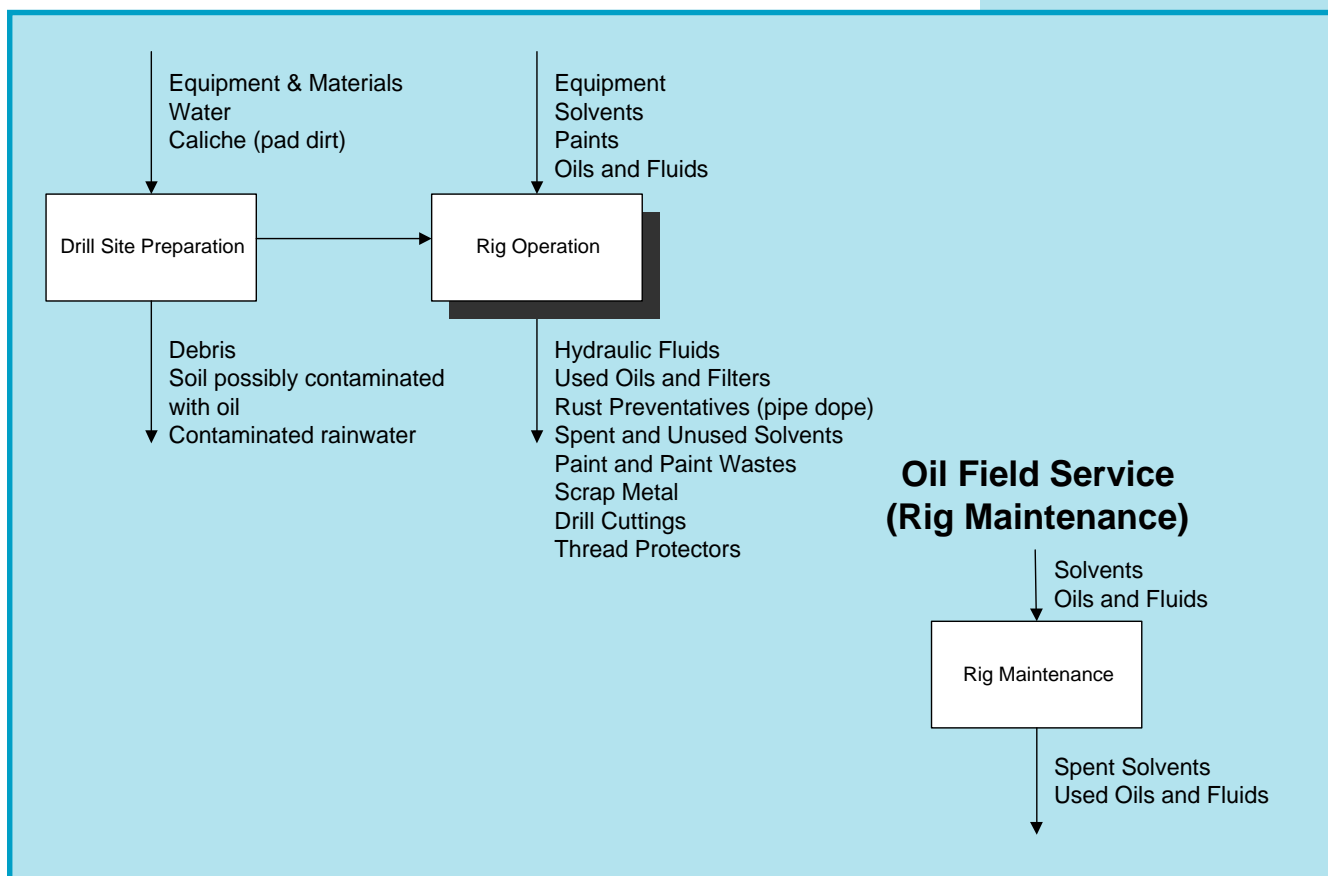 Equipment & Materials
Water
Caliche (pad dirt)
Equipment
Solvents
Paints
Oils and Fluids
Drill Site Preparation
Rig Operation
Debris
Soil possibly contaminated
with oil
Contaminated rainwater
Hydraulic Fluids
Used Oils and Filters
Rust Preventatives (pipe dope)
Spent and Unused Solvents
Paint and Paint Wastes
Scrap Metal
Drill Cuttings
Thread Protectors
Oil Field Service
(Rig Maintenance)
Solvents
Oils and Fluids
Rig Maintenance
Spent Solvents
Used Oils and Fluids